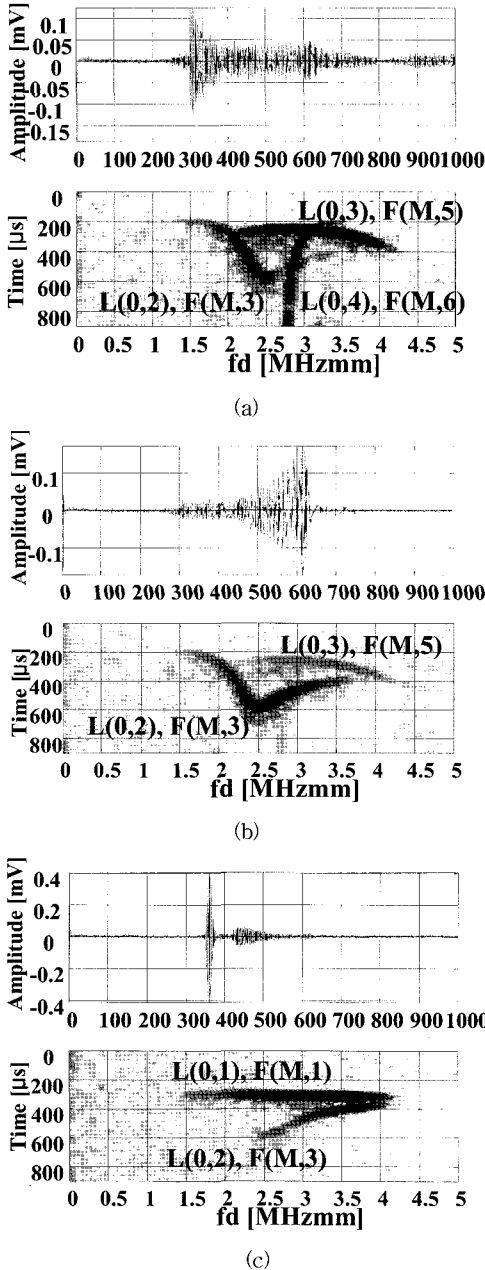 0.1
0.05
0
-0.05
-0.1
-0.15
Amplitude [mV]
0 100 200 300 400 500 600 700 800 900 1000
0
200
400
600
800
Time [µs]
L(0,3), F(M,5)
L(0,2), F(M,3)
L(0,4), F(M,6)
0 0.5 1 1.5 2 2.5 3 3.5 4 4.5 5
fd [MHzmm]
(a)
0.1
0
-0.1
Amplitude [mV]
0 100 200 300 400 500 600 700 800 900 1000
0
200
400
600
800
Time [µs]
L(0,3), F(M,5)
L(0,2), F(M,3)
0 0.5 1 1.5 2 2.5 3 3.5 4 4.5 5
fd [MHzmm]
(b)
0.4
0.2
0
-0.2
-0.4
Amplitude [mV]
0 100 200 300 400 500 600 700 800 900 1000
0
200
400
600
800
Time [µs]
L(0,1), F(M,1)
L(0,2), F(M,3)
0 0.5 1 1.5 2 2.5 3 3.5 4 4.5 5
fd [MHzmm]
(c)